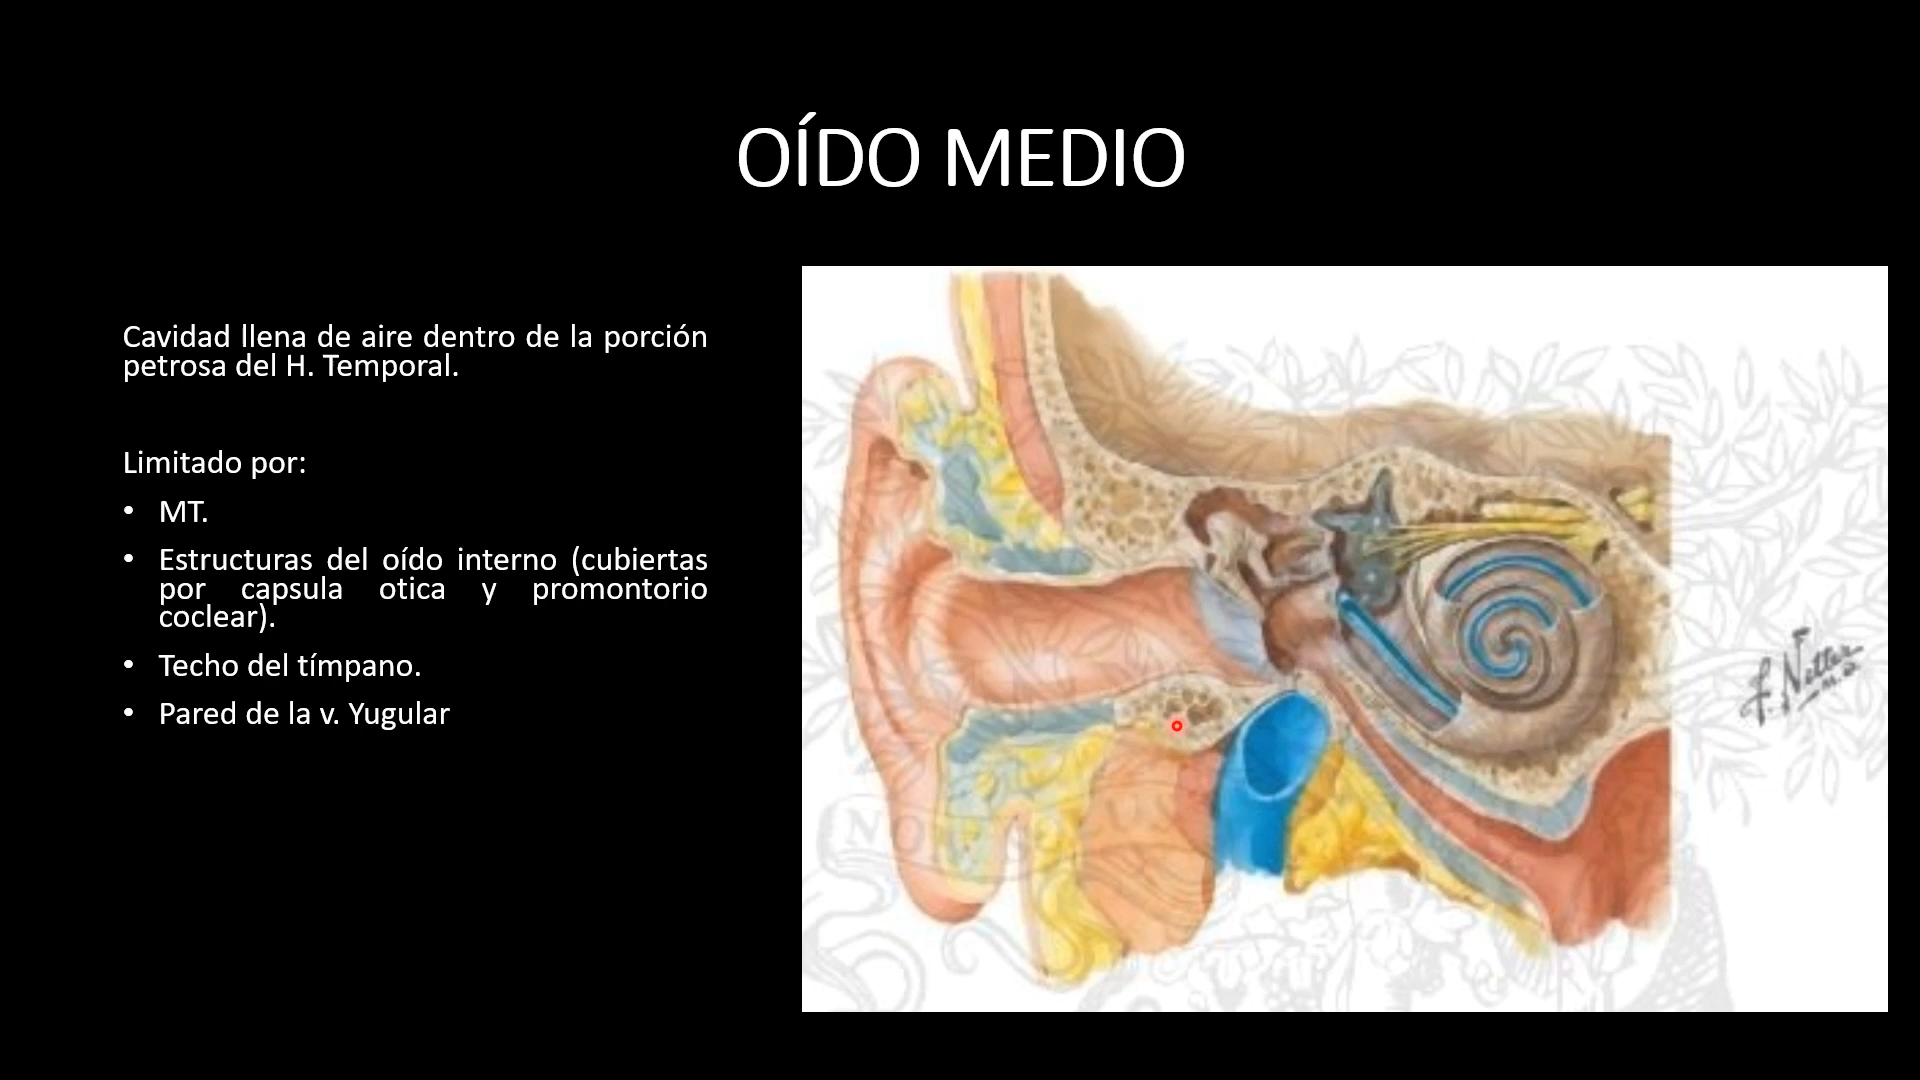 OÍDO MEDIO
Cavidad llena de aire dentro de la porción
petrosa del H. Temporal.
Limitado por:
• MT.
• Estructuras del oído interno (cubiertas
por capsula otica y promontorio
coclear).
• Techo del tímpano.
• Pared de la v. Yugular
F. Netter
M.D.